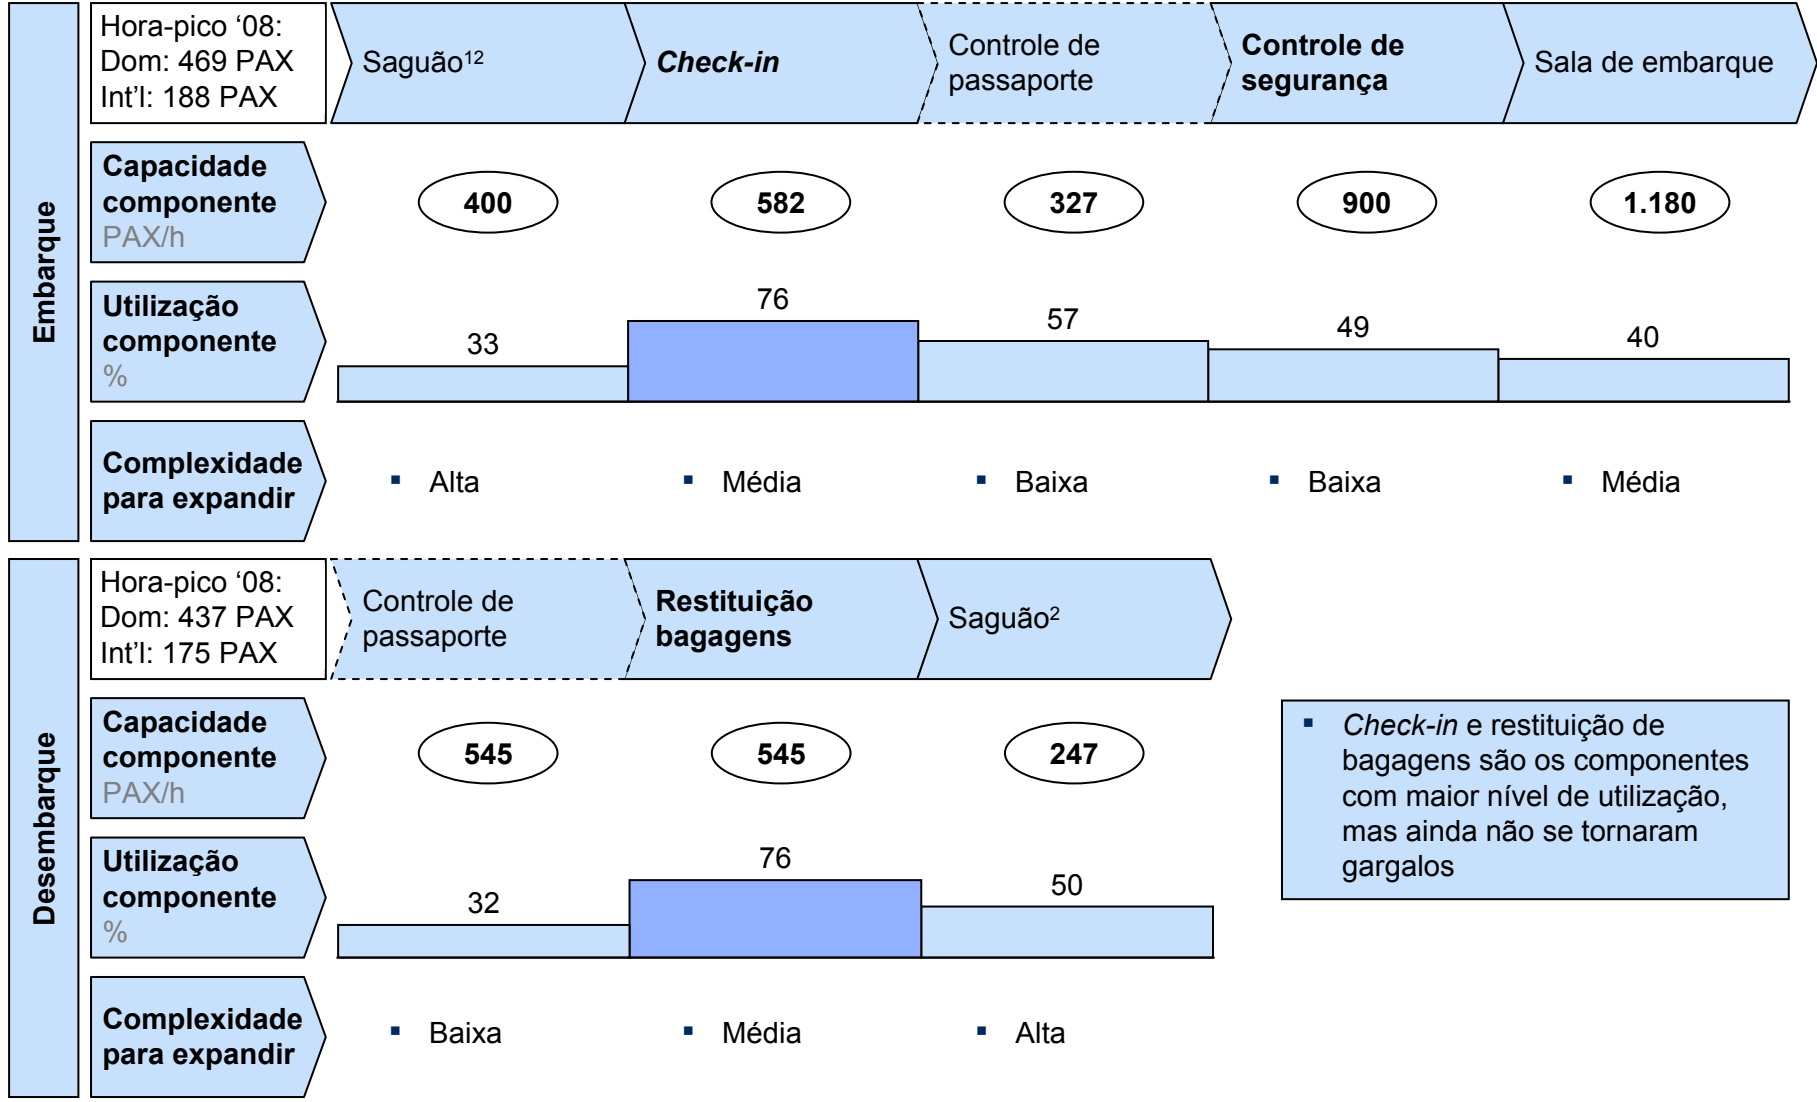 Embarque
Hora-pico ‘08:
Dom: 469 PAX
Int’l: 188 PAX
Saguão¹²
Check-in
Controle de
passaporte
Controle de
segurança
Sala de embarque
Capacidade
componente
PAX/h
400
582
327
900
1.180
Utilização
componente
%
33
76
57
49
40
Complexidade
para expandir
▪ Alta
▪ Média
▪ Baixa
▪ Baixa
▪ Média
Desembarque
Hora-pico ‘08:
Dom: 437 PAX
Int’l: 175 PAX
Controle de
passaporte
Restituição
bagagens
Saguão²
Capacidade
componente
PAX/h
545
545
247
Utilização
componente
%
32
76
50
Complexidade
para expandir
▪ Baixa
▪ Média
▪ Alta
▪ Check-in e restituição de
bagagens são os componentes
com maior nível de utilização,
mas ainda não se tornaram
gargalos